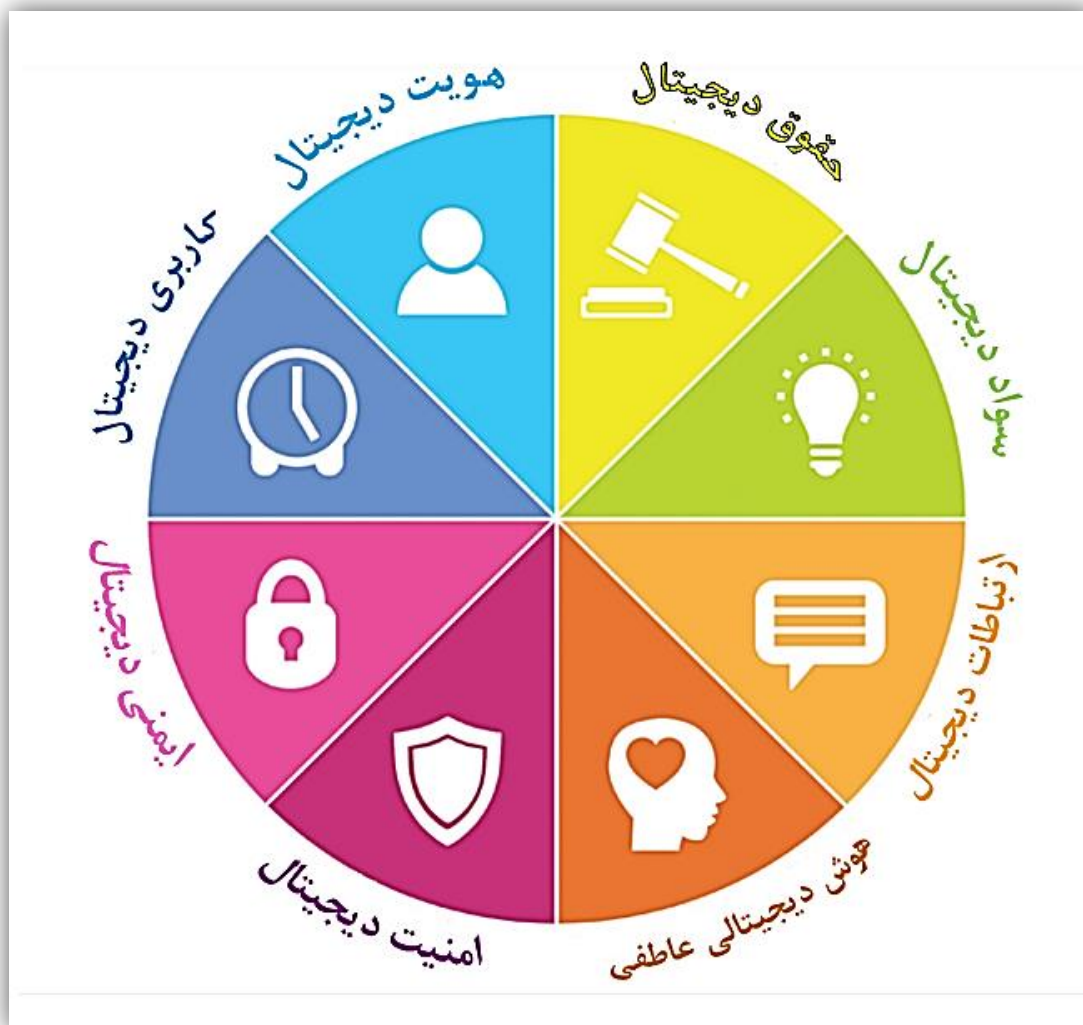 حقوق دیجیتال
سواد دیجیتال
ارتباطات دیجیتال
هوش دیجیتالی عاطفی
امنیت دیجیتال
ایمنی دیجیتال
کاربری دیجیتال
هویت دیجیتال